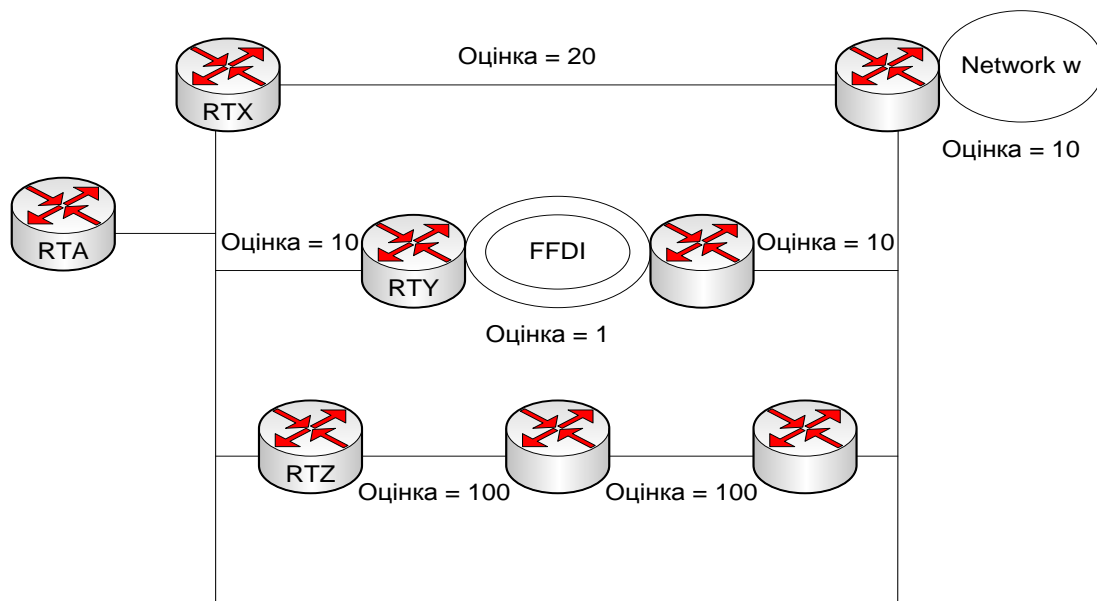 Оцінка = 20
Network w
RTX
Оцінка = 10
RTA
Оцінка = 10
FFDI
Оцінка = 10
RTY
Оцінка = 1
RTZ
Оцінка = 100
Оцінка = 100